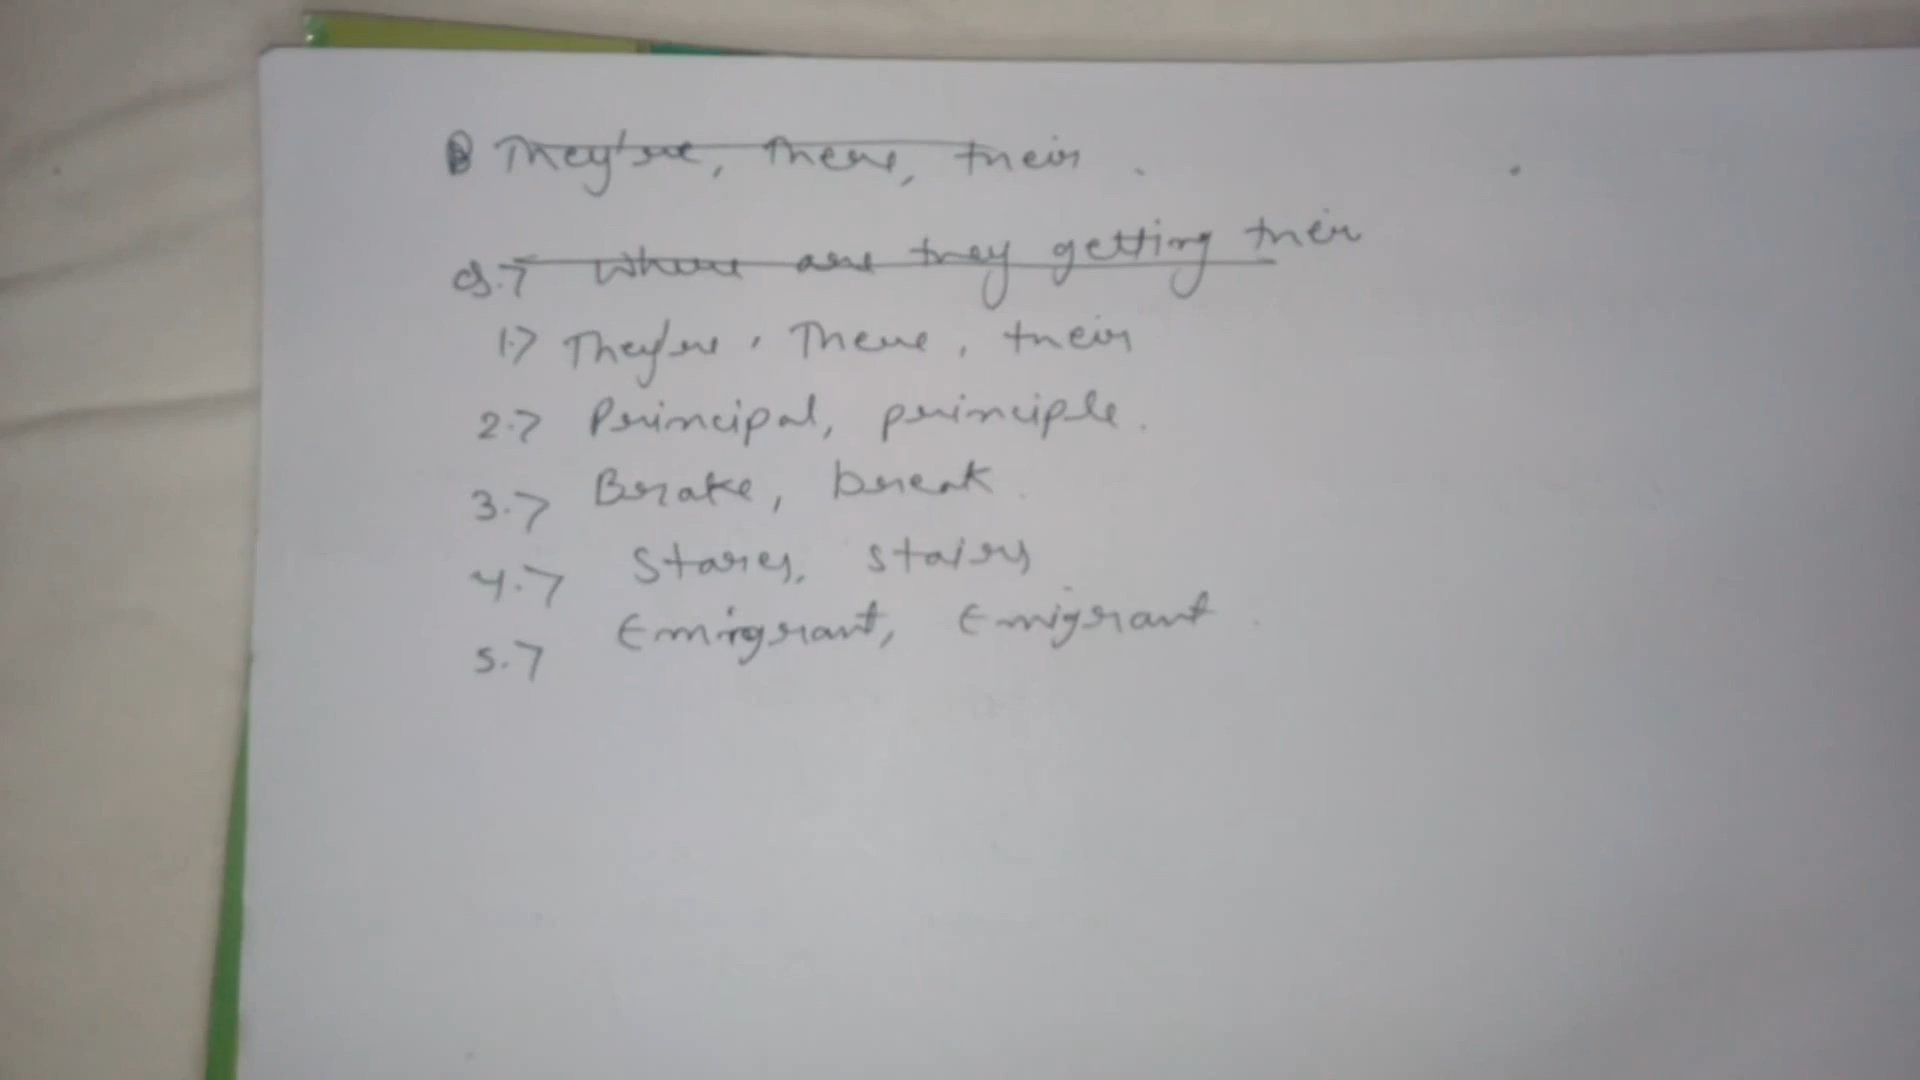 They're, There, their.
Q.7 Where are they getting their
1.7 They're, There, their
2.7 Principal, principle.
3.7 Brake, break.
4.7 Stares, stairs
5.7 Emigrant, Emigrant.